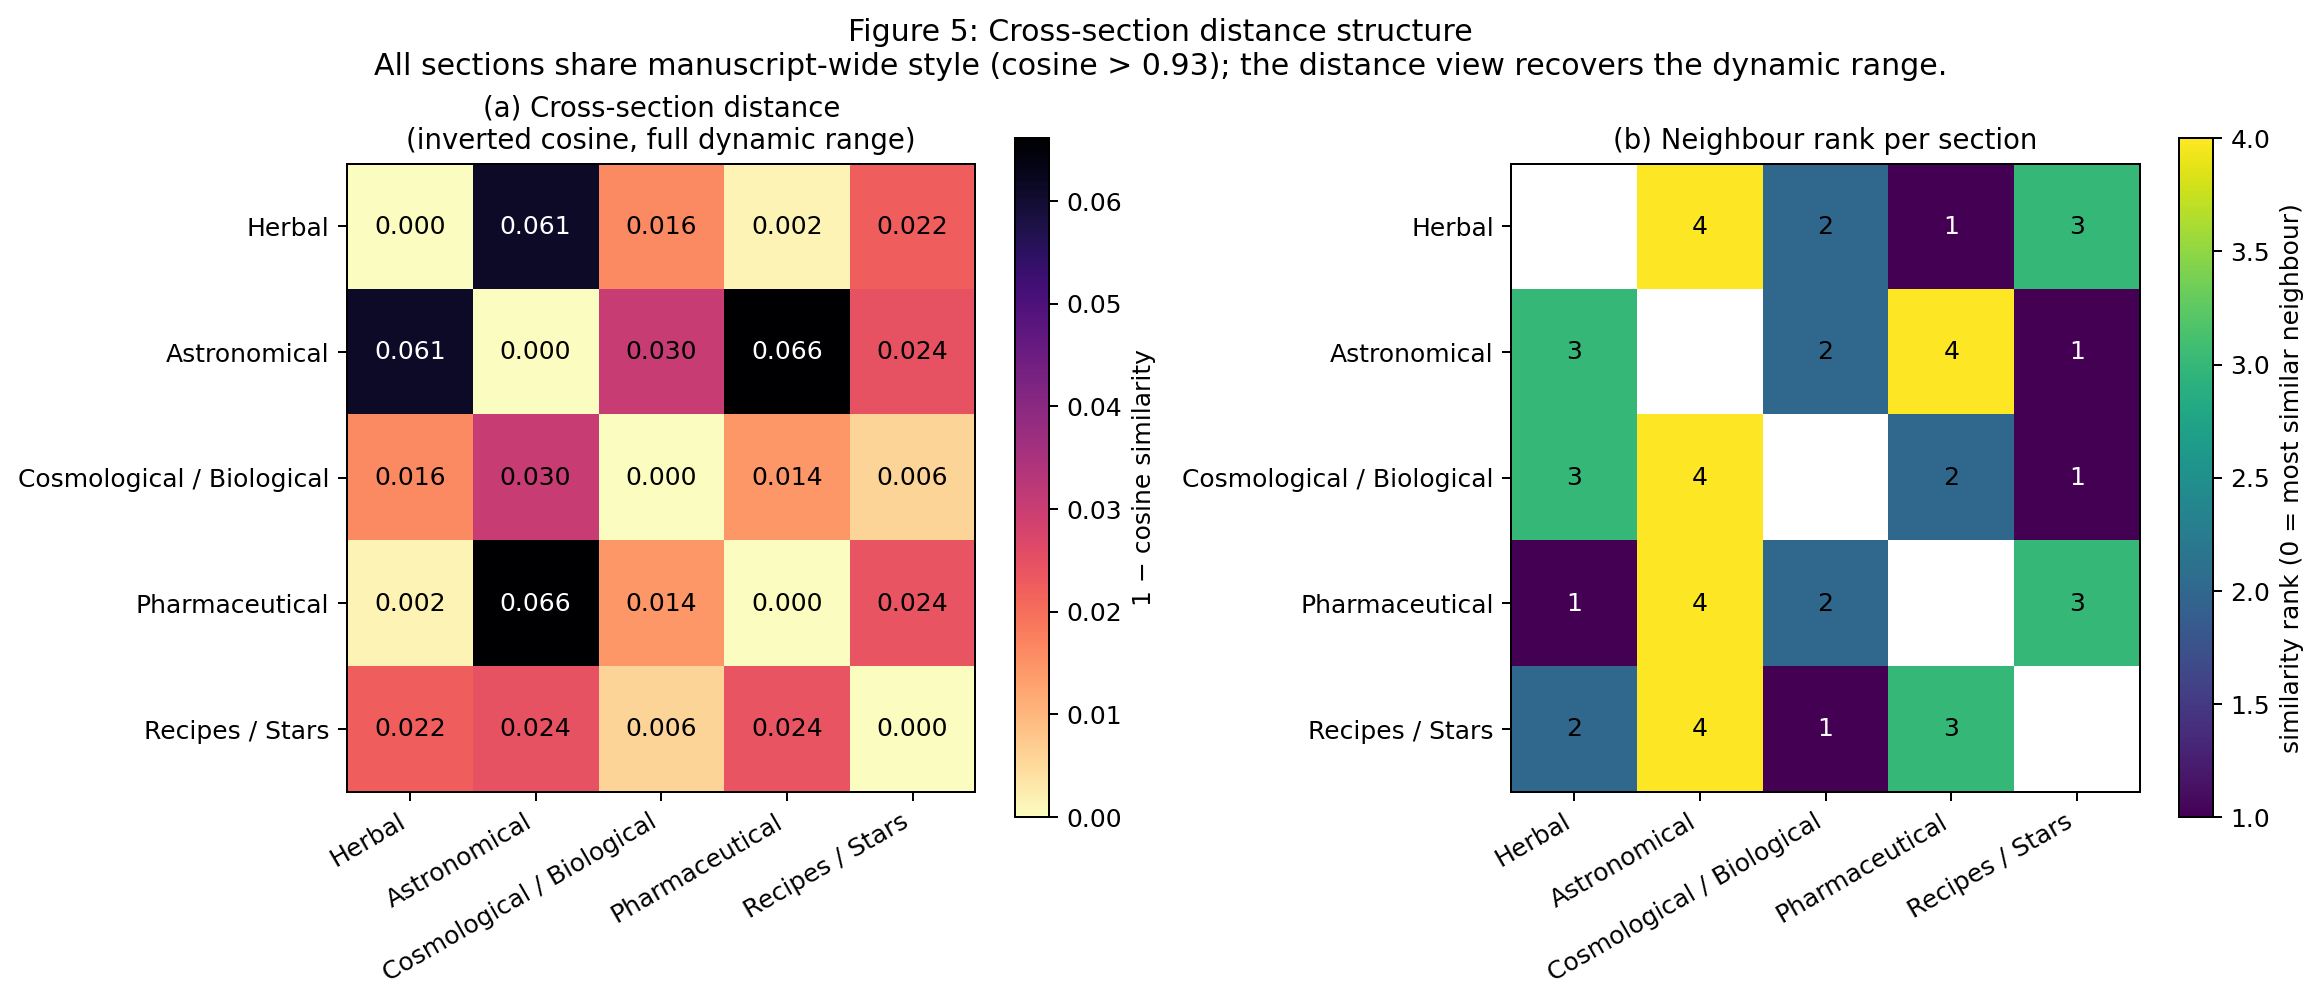 Figure 5: Cross-section distance structure
All sections share manuscript-wide style (cosine > 0.93); the distance view recovers the dynamic range.
(a) Cross-section distance
(inverted cosine, full dynamic range)
Herbal 0.000 0.061 0.016 0.002 0.022
Astronomical 0.061 0.000 0.030 0.066 0.024
Cosmological / Biological 0.016 0.030 0.000 0.014 0.006
Pharmaceutical 0.002 0.066 0.014 0.000 0.024
Recipes / Stars 0.022 0.024 0.006 0.024 0.000
Herbal
Astronomical
Cosmological / Biological
Pharmaceutical
Recipes / Stars
0.06
0.05
0.04
0.03
0.02
0.01
0.00
1 − cosine similarity
(b) Neighbour rank per section
Herbal 4 2 1 3
Astronomical 3 2 4 1
Cosmological / Biological 3 4 2 1
Pharmaceutical 1 4 2 3
Recipes / Stars 2 4 1 3
Herbal
Astronomical
Cosmological / Biological
Pharmaceutical
Recipes / Stars
4.0
3.5
3.0
2.5
2.0
1.5
1.0
similarity rank (0 = most similar neighbour)